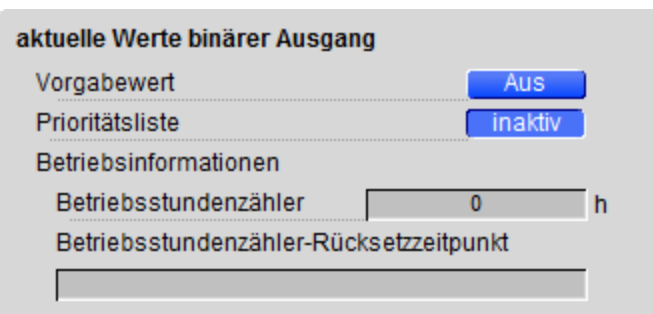 aktuelle Werte binärer Ausgang
Vorgabewert Aus
Prioritätsliste inaktiv
Betriebsinformationen
Betriebsstundenzähler 0 h
Betriebsstundenzähler-Rücksetzzeitpunkt